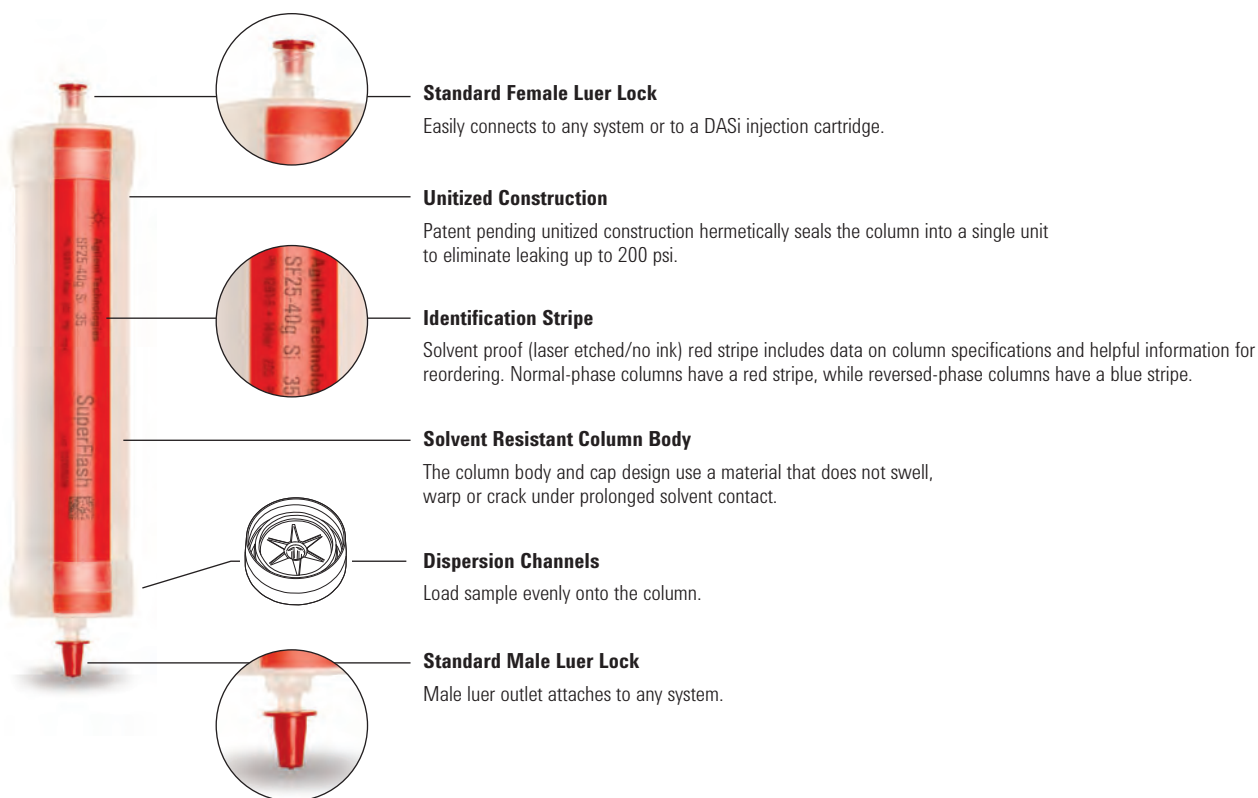 Standard Female Luer Lock
Easily connects to any system or to a DASi injection cartridge.
Unitized Construction
Patent pending unitized construction hermetically seals the column into a single unit
to eliminate leaking up to 200 psi.
Agilent Technologies
SF25-40g Si 35
SuperFlash
Agilent Technolog
SF25-40g Si 35
Identification Stripe
Solvent proof (laser etched/no ink) red stripe includes data on column specifications and helpful information for
reordering. Normal-phase columns have a red stripe, while reversed-phase columns have a blue stripe.
Solvent Resistant Column Body
The column body and cap design use a material that does not swell,
warp or crack under prolonged solvent contact.
Dispersion Channels
Load sample evenly onto the column.
Standard Male Luer Lock
Male luer outlet attaches to any system.